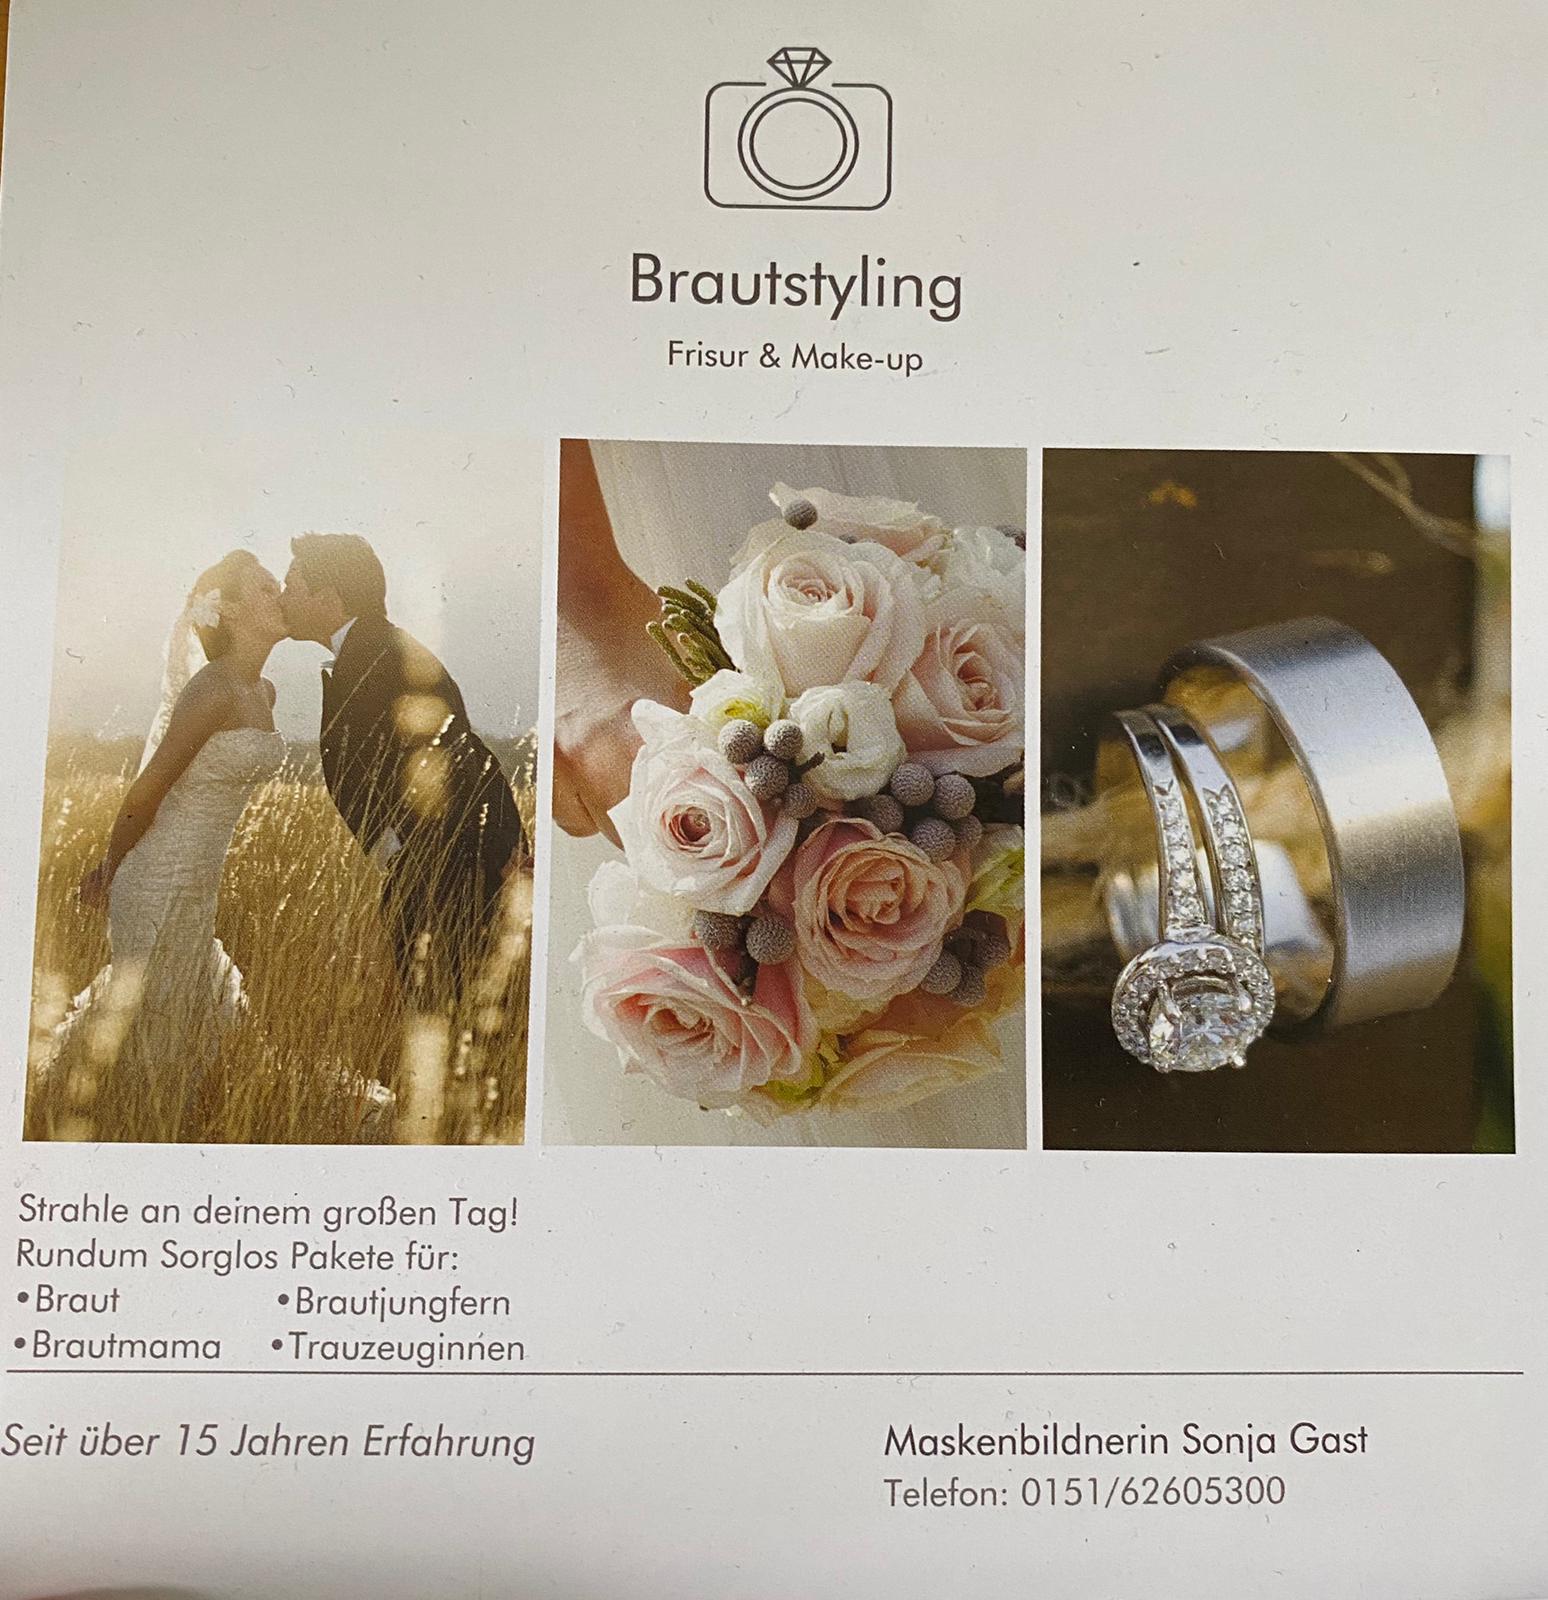 Brautstyling
Frisur & Make-up
Strahle an deinem großen Tag!
Rundum Sorglos Pakete für:
•Braut •Brautjungfern
•Brautmama •Trauzeuginnen
Seit über 15 Jahren Erfahrung
Maskenbildnerin Sonja Gast
Telefon: 0151/62605300